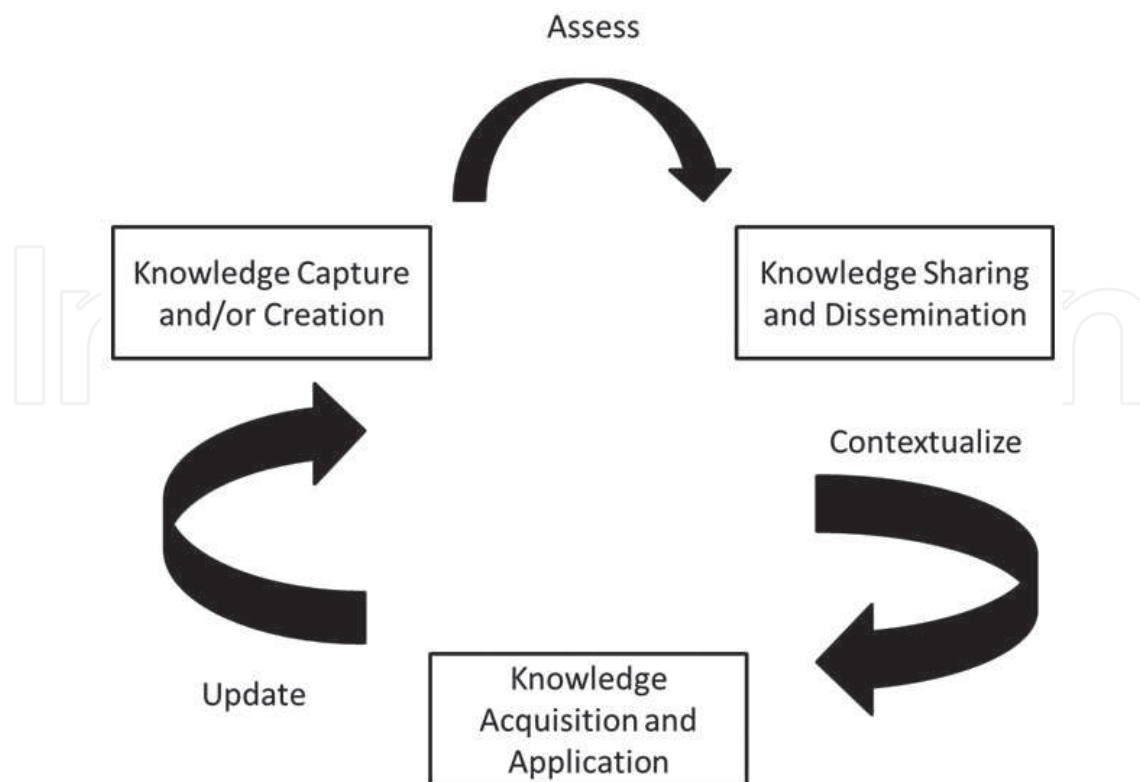 Assess
Knowledge Capture
and/or Creation
Knowledge Sharing
and Dissemination
Contextualize
Update
Knowledge
Acquisition and
Application